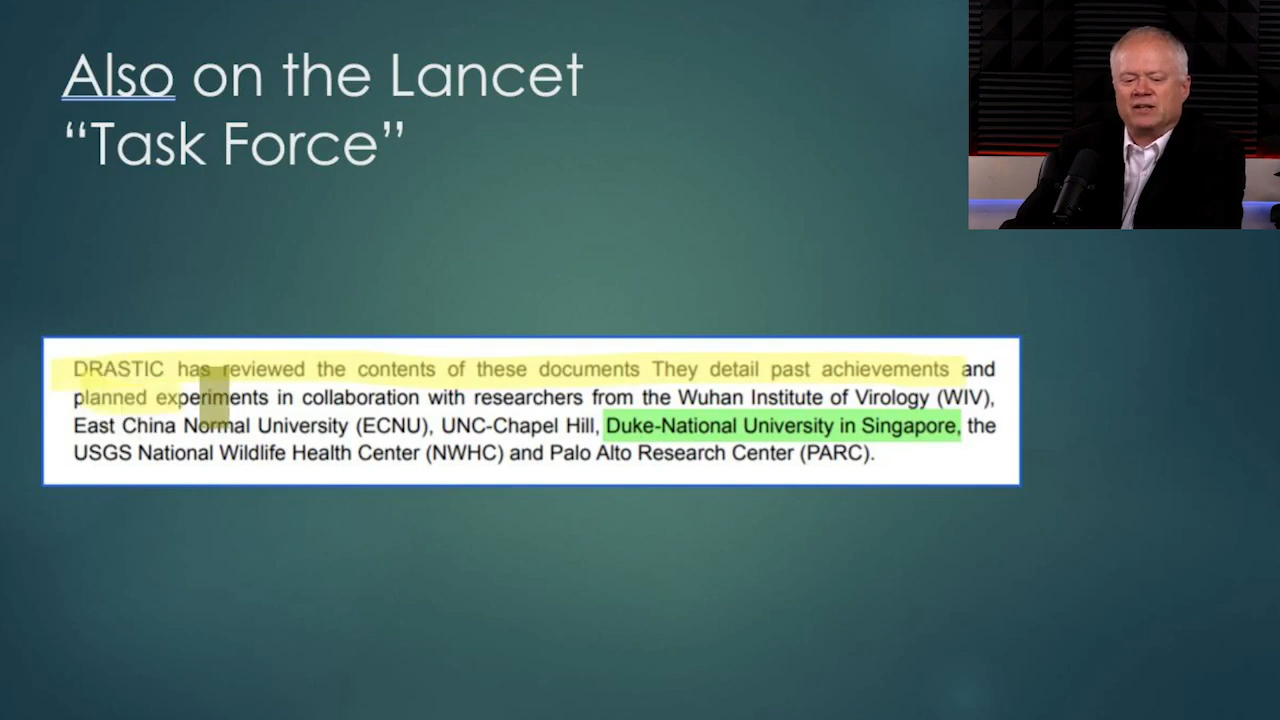 Also on the Lancet
“Task Force”
DRASTIC has reviewed the contents of these documents They detail past achievements and
planned experiments in collaboration with researchers from the Wuhan Institute of Virology (WIV),
East China Normal University (ECNU), UNC-Chapel Hill, Duke-National University in Singapore, the
USGS National Wildlife Health Center (NWHC) and Palo Alto Research Center (PARC).